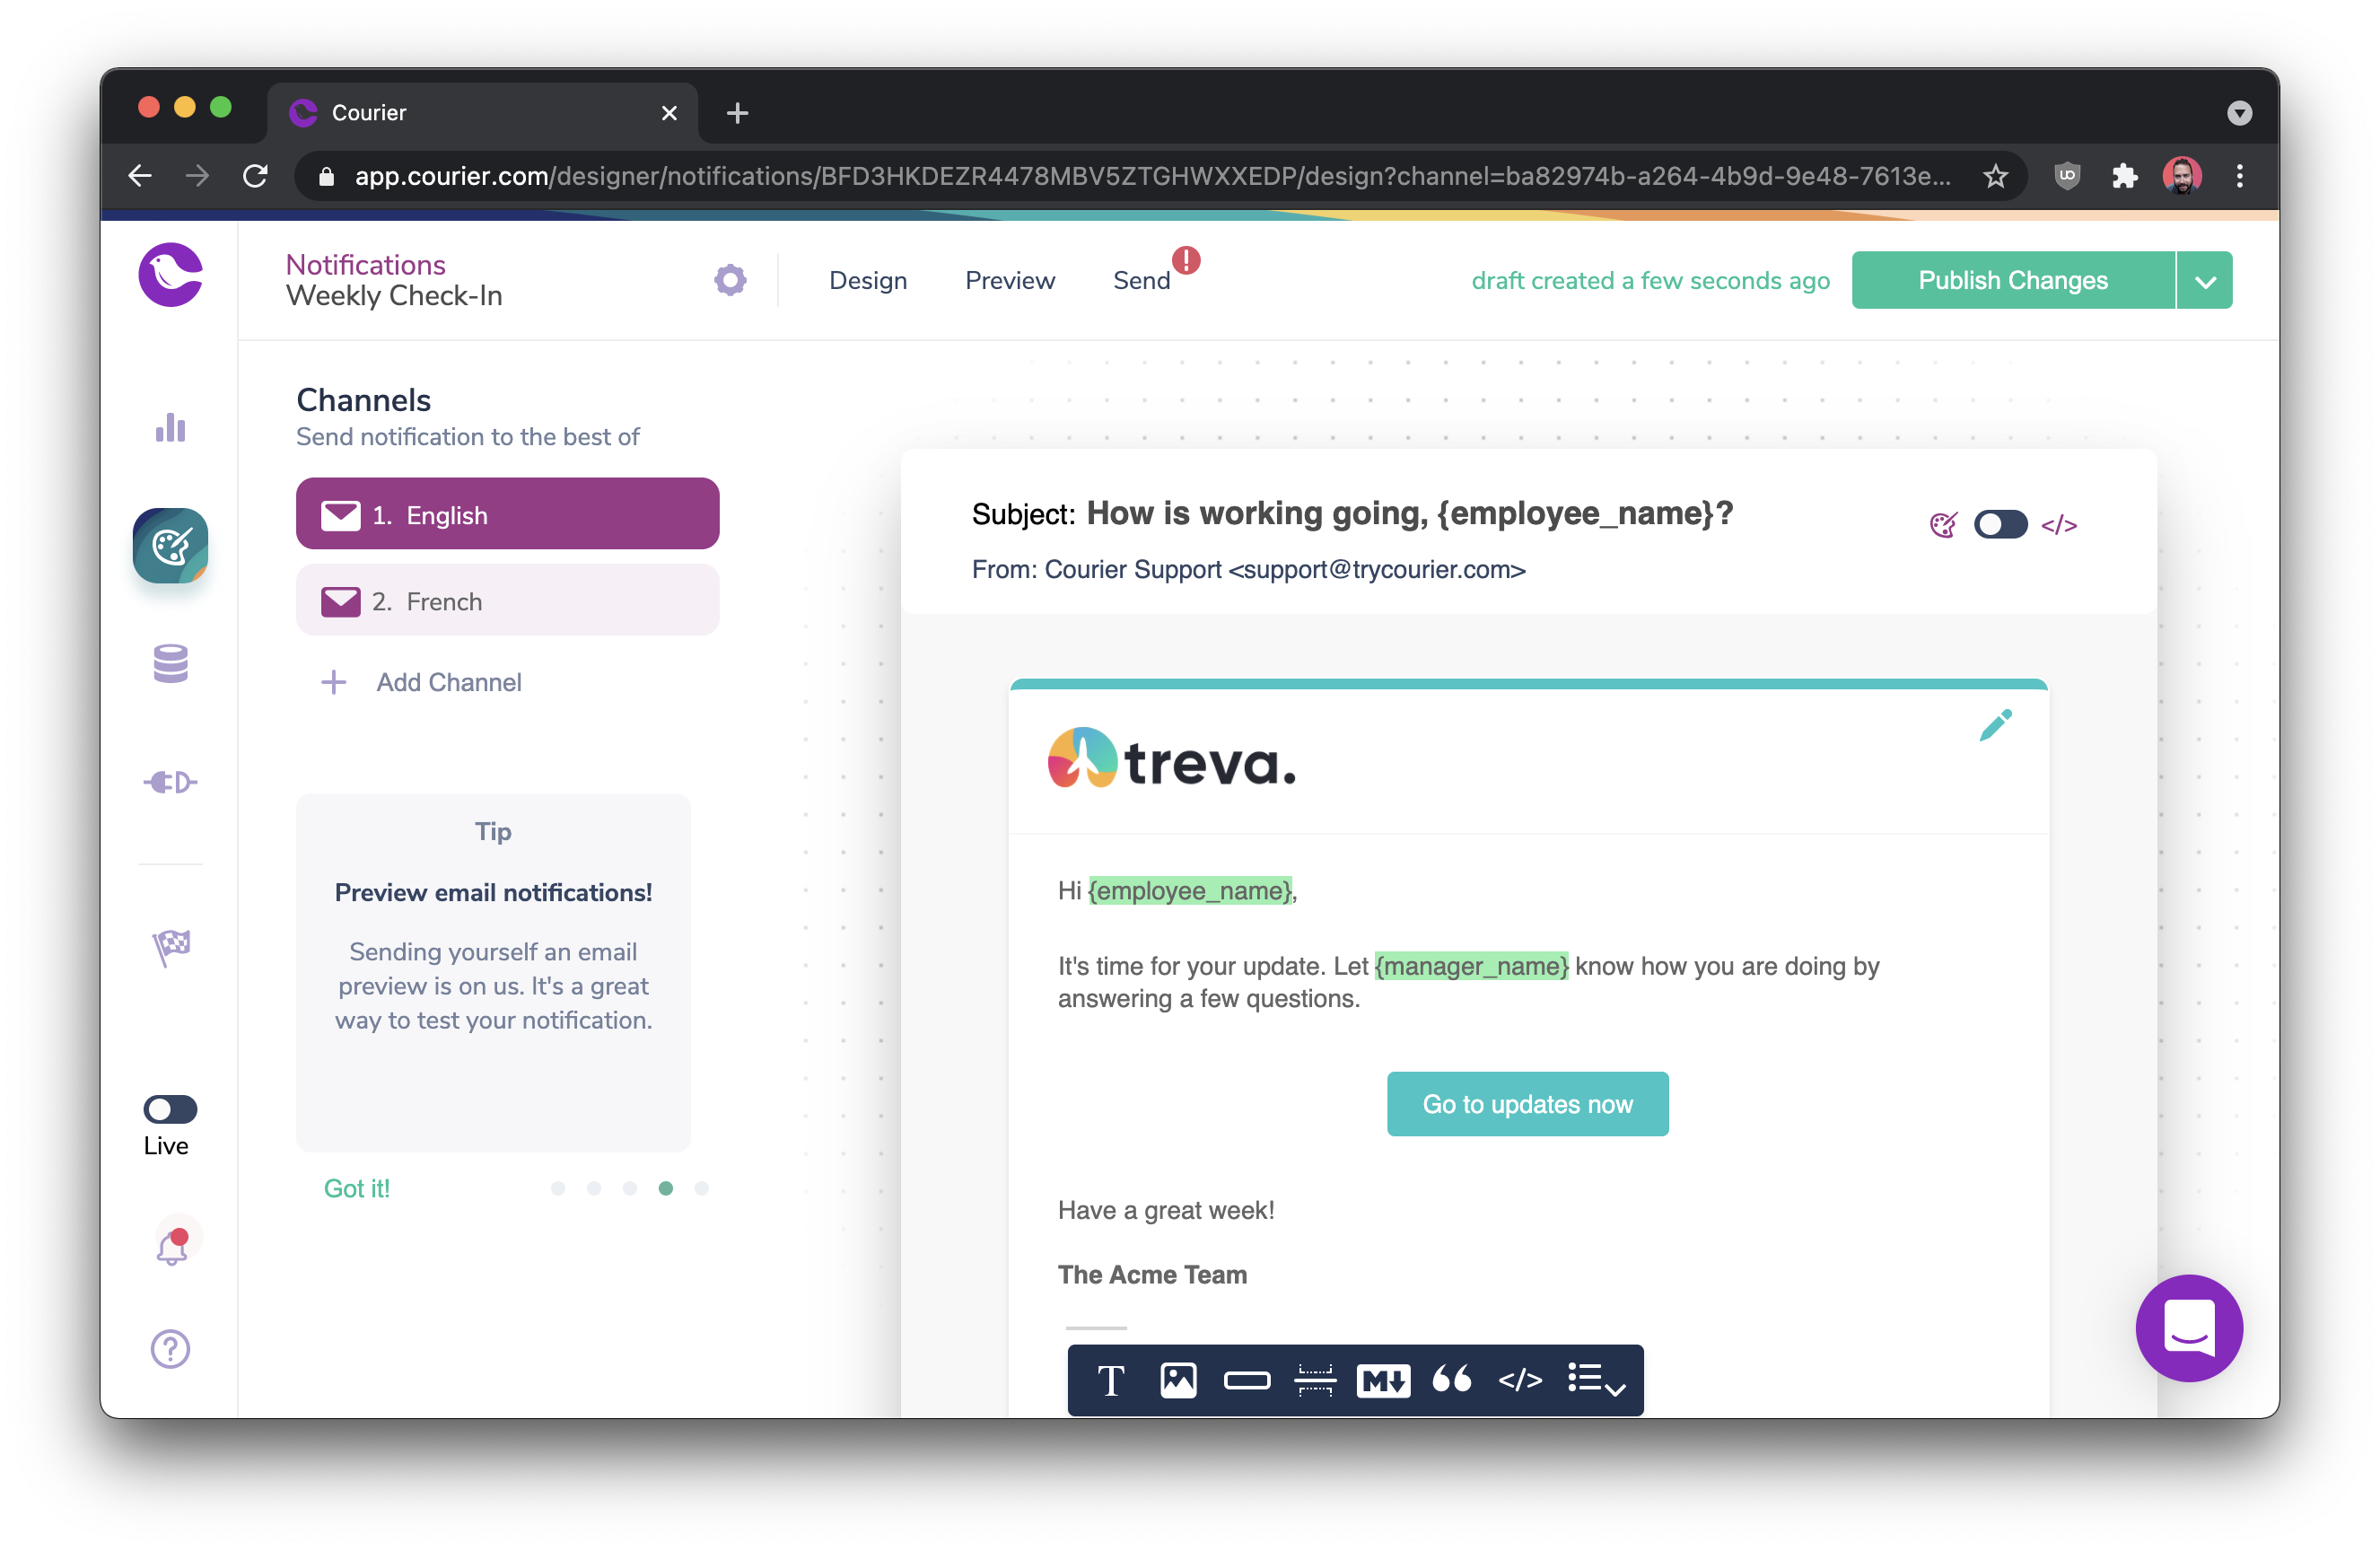 Courier
app.courier.com/designer/notifications/BFD3HKDEZR4478MBV5ZTGHWXXEDP/design?channel=ba82974b-a264-4b9d-9e48-7613e...
Notifications
Weekly Check-In
Design
Preview
Send
!
draft created a few seconds ago
Publish Changes
Channels
Send notification to the best of
1. English
2. French
Add Channel
Tip
Preview email notifications!
Sending yourself an email
preview is on us. It's a great
way to test your notification.
Got it!
Live
Subject: How is working going, {employee_name}?
</>
From: Courier Support <support@trycourier.com>
treva.
Hi {employee_name},
It's time for your update. Let {manager_name} know how you are doing by
answering a few questions.
Go to updates now
Have a great week!
The Acme Team
T
M
</>